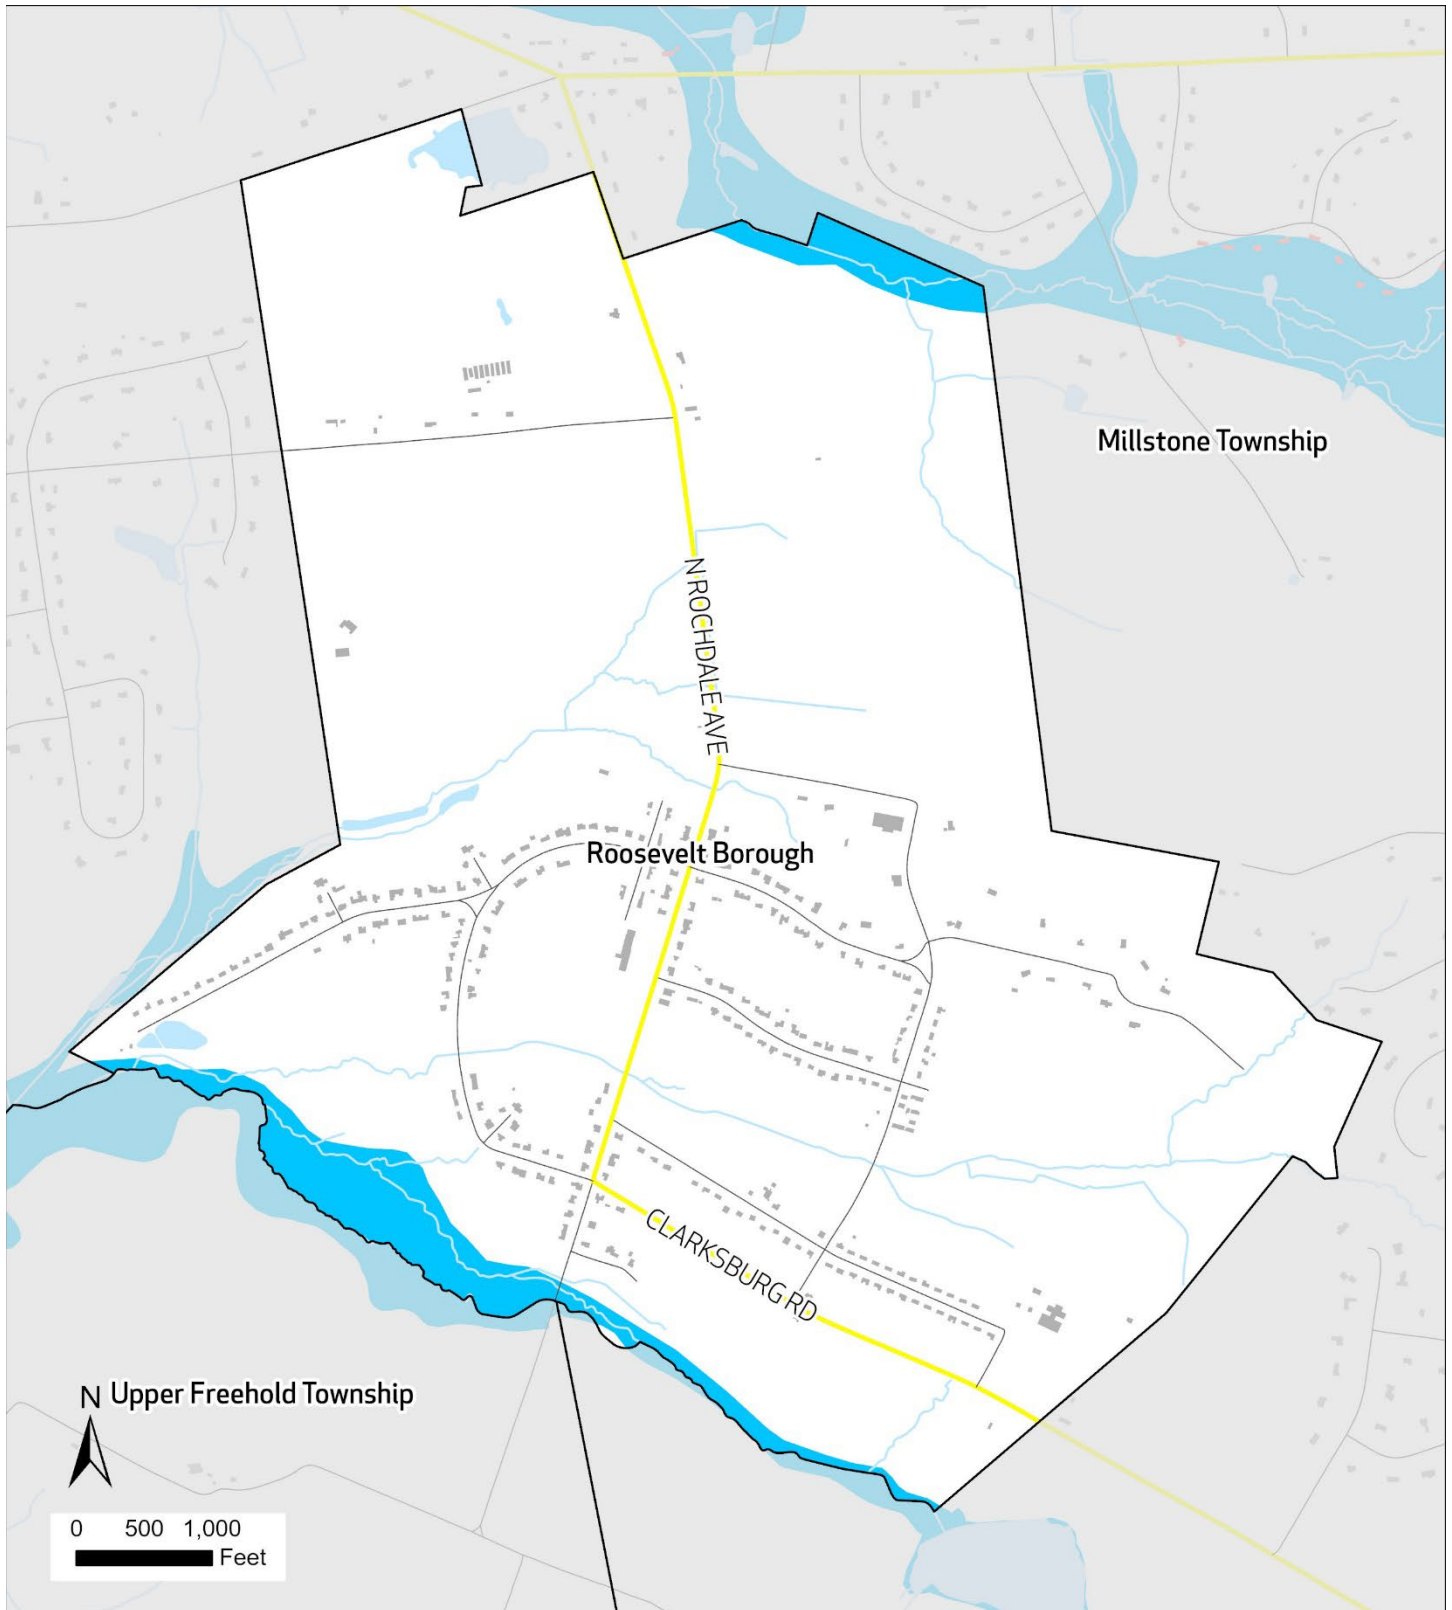 Millstone Township
N ROCHDALE AVE
Roosevelt Borough
CLARKSBURG RD
N
Upper Freehold Township
0 500 1,000
Feet